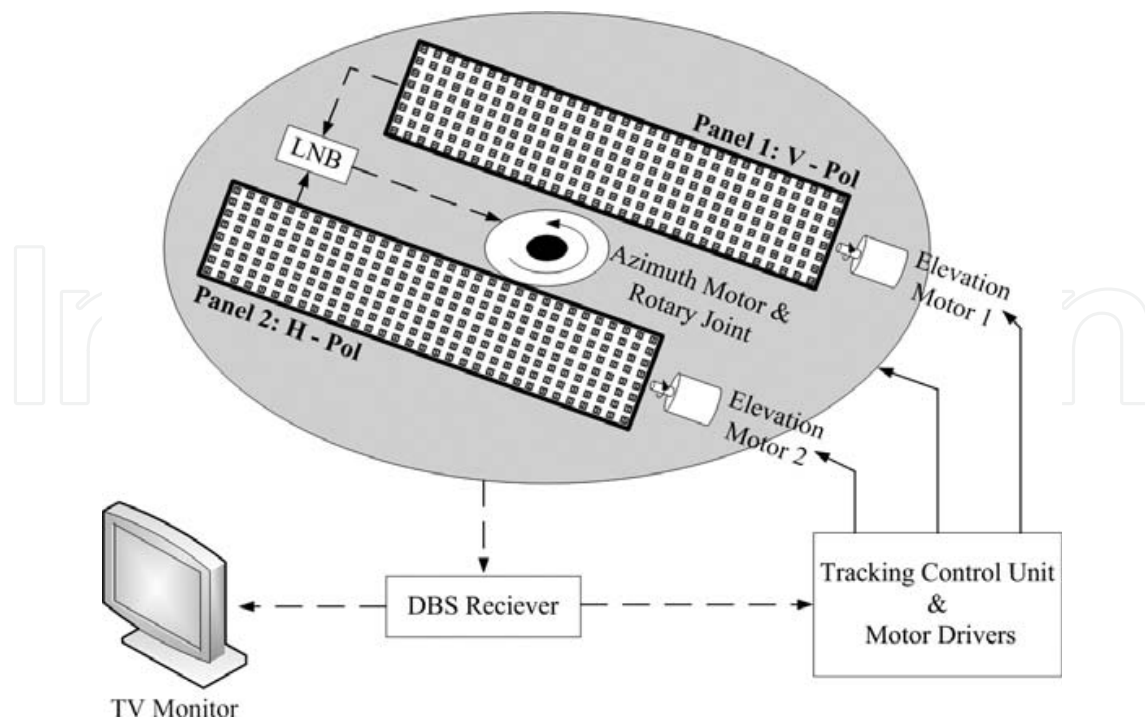 Panel 1: V - Pol
LNB
Azimuth Motor &
Rotary Joint
Elevation
Motor 1
Panel 2: H - Pol
Elevation
Motor 2
DBS Reciever
Tracking Control Unit
&
Motor Drivers
TV Monitor